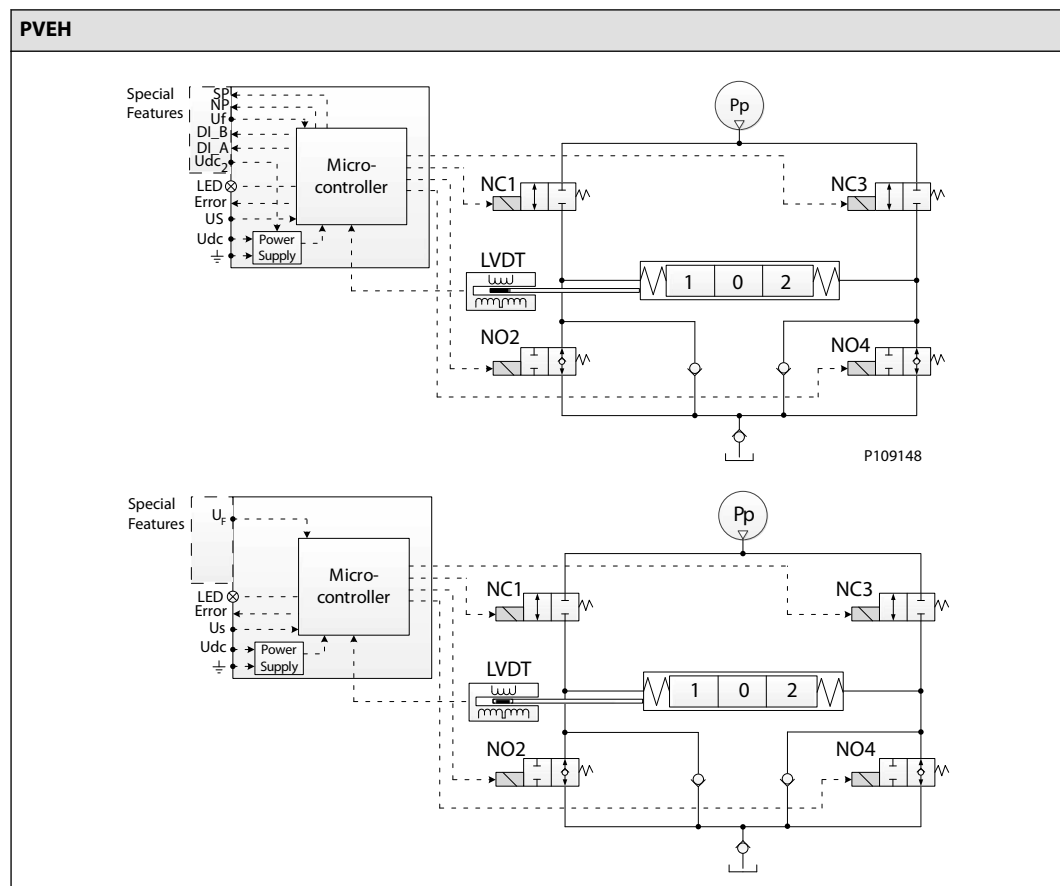 PVEH
Special
Features
SP
NP
Uf
DI_B
DI_A
Udc
2
LED
Error
US
Udc
Power
Supply
Micro-
controller
Pp
NC1
NC3
LVDT
1 0 2
NO2
NO4
P109148
Special
Features
UF
LED
Error
Us
Udc
Power
Supply
Micro-
controller
Pp
NC1
NC3
LVDT
1 0 2
NO2
NO4